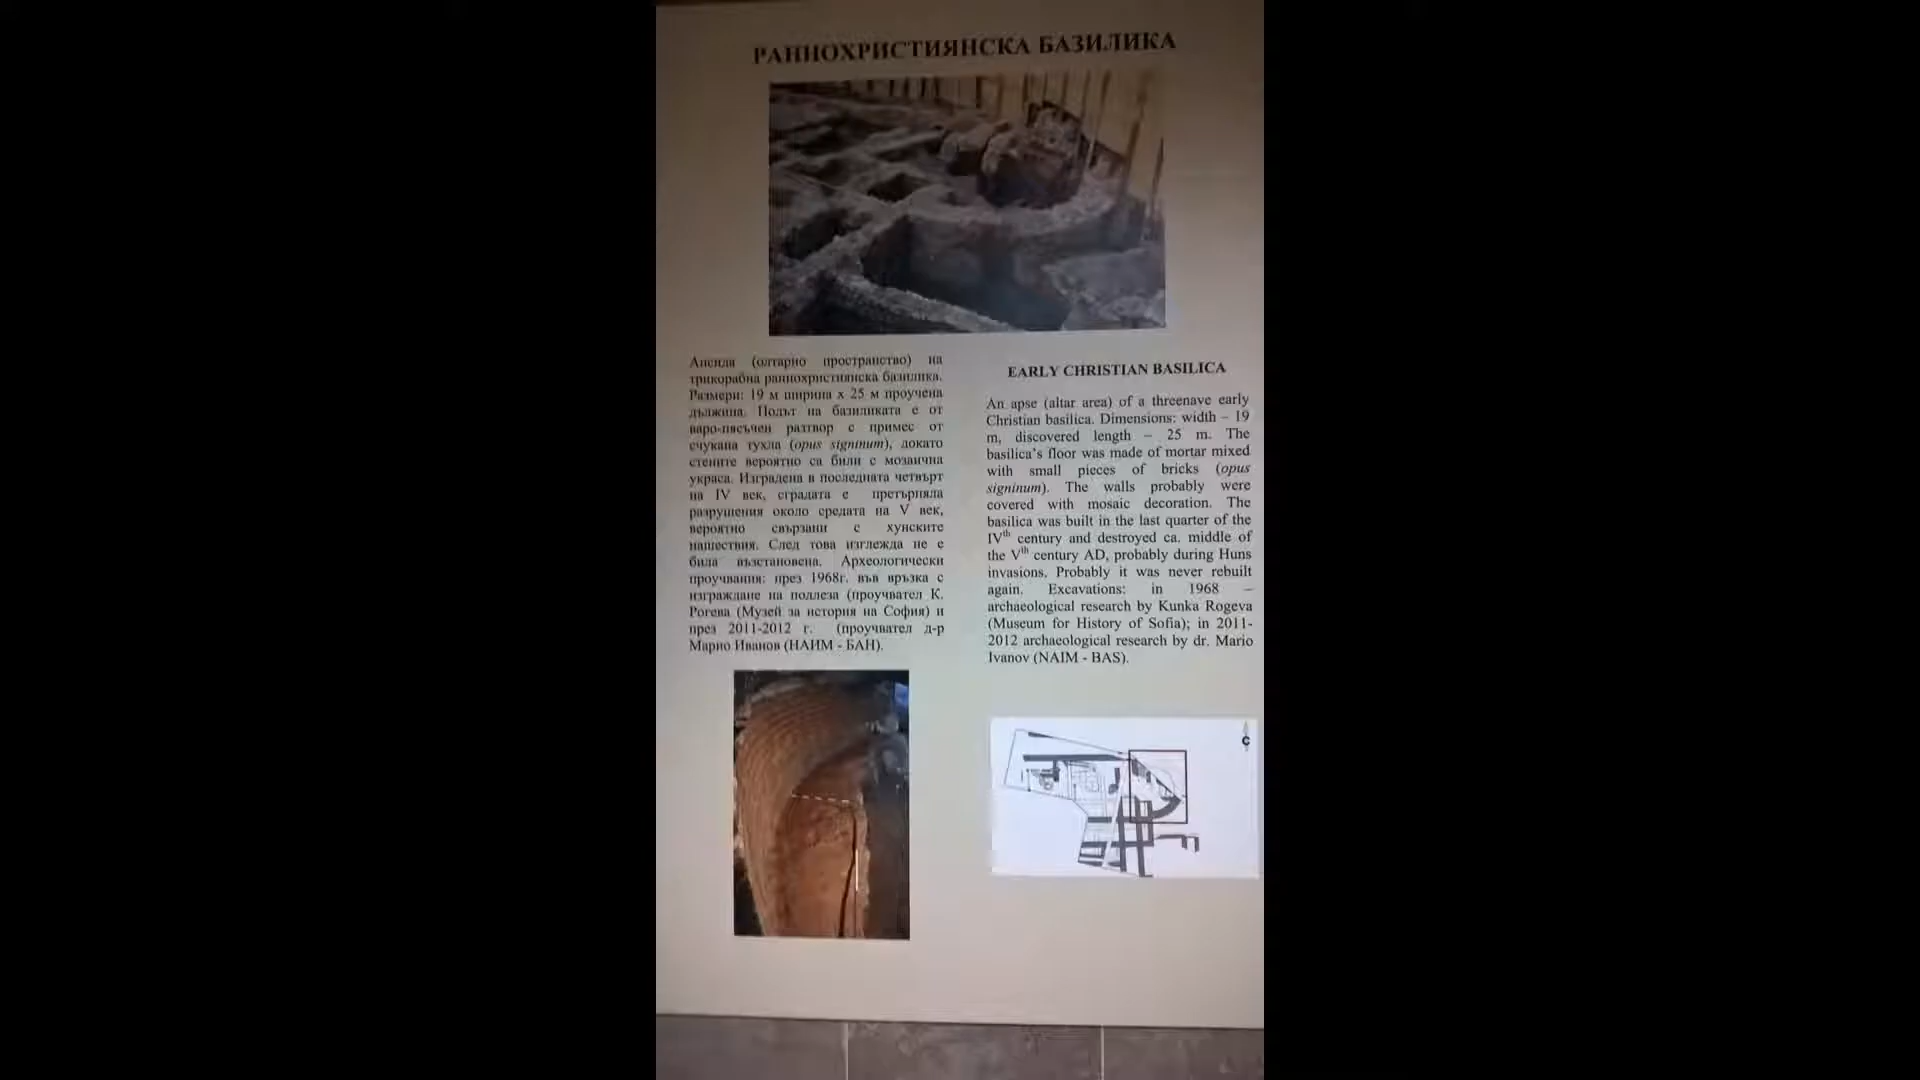 РАННОХРИСТИЯНСКА БАЗИЛИКА
Апсида (олтарно пространство) на
трикорабна раннохристиянска базилика.
Размери: 19 м ширина х 25 м проучена
дължина. Подът на базиликата е от
варо-пясъчен разтвор с примес от
счукана тухла (opus signinum), докато
стените вероятно са били с мозаична
украса. Изградена в последната четвърт
на IV век, сградата е претърпяла
разрушения около средата на V век,
вероятно свързани с хунските
нашествия. След това изглежда не е
била възстановена. Археологически
проучвания: през 1968г. във връзка с
изграждане на подлеза (проучвател К.
Рогева (Музей за история на София) и
през 2011-2012 г. (проучвател д-р
Марио Иванов (НАИМ - БАН).
EARLY CHRISTIAN BASILICA
An apse (altar area) of a threenave early
Christian basilica. Dimensions: width – 19
m, discovered length – 25 m. The
basilica's floor was made of mortar mixed
with small pieces of bricks (opus
signinum). The walls probably were
covered with mosaic decoration. The
basilica was built in the last quarter of the
IVth century and destroyed ca. middle of
the Vth century AD, probably during Huns
invasions. Probably it was never rebuilt
again. Excavations: in 1968 –
archaeological research by Kunka Rogeva
(Museum for History of Sofia); in 2011-
2012 archaeological research by dr. Mario
Ivanov (NAIM - BAS).
С